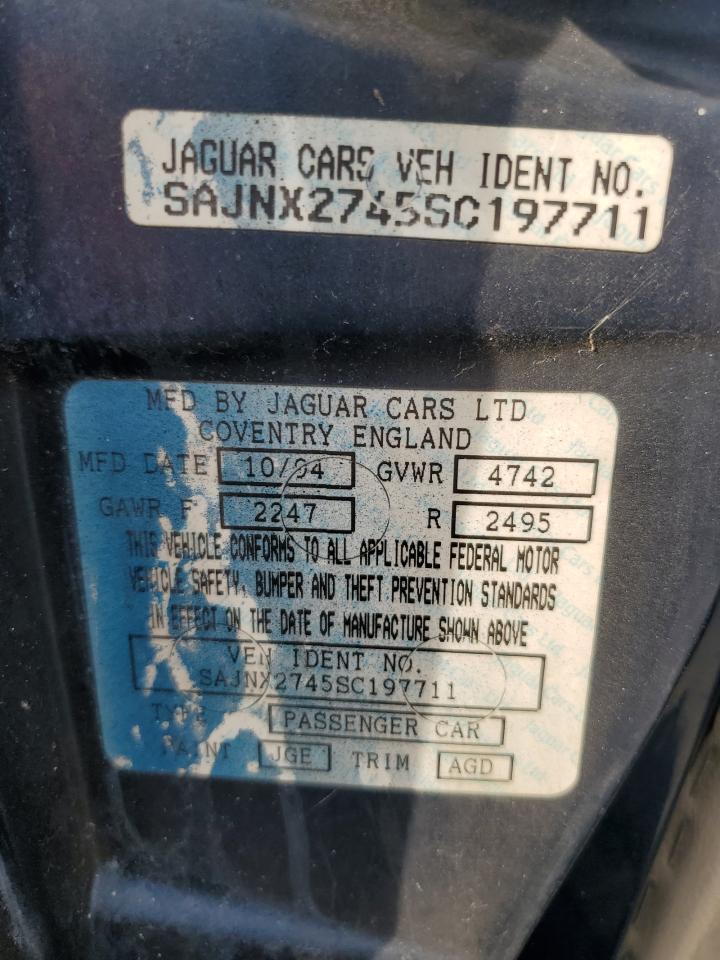 JAGUAR CARS VEH IDENT NO.
SAJNX2745SC197711
MFD BY JAGUAR CARS LTD
COVENTRY ENGLAND
MFD DATE 10/94 GVWR 4742
GAWR F 2247 R 2495
THIS VEHICLE CONFORMS TO ALL APPLICABLE FEDERAL MOTOR
VEHICLE SAFETY, BUMPER AND THEFT PREVENTION STANDARDS
IN EFFECT ON THE DATE OF MANUFACTURE SHOWN ABOVE
VEH IDENT NO.
SAJNX2745SC197711
TYPE PASSENGER CAR
PAINT JGE TRIM AGD